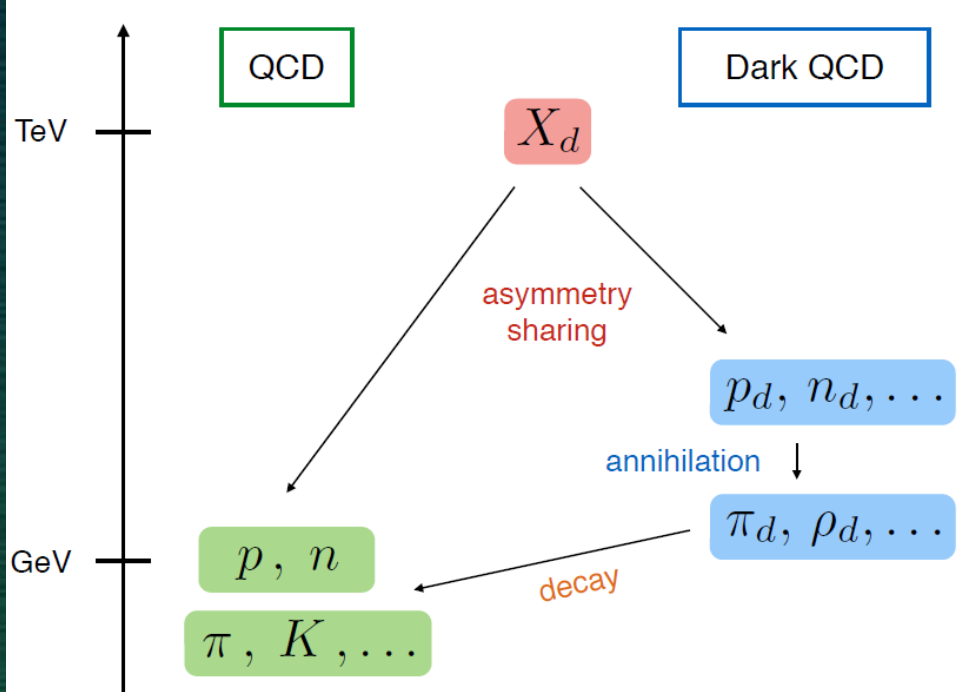 QCD
Dark QCD
TeV
X_d
asymmetry
sharing
p_d, n_d, . . .
annihilation
π_d, ρ_d, . . .
GeV
p , n
decay
π , K , . . .